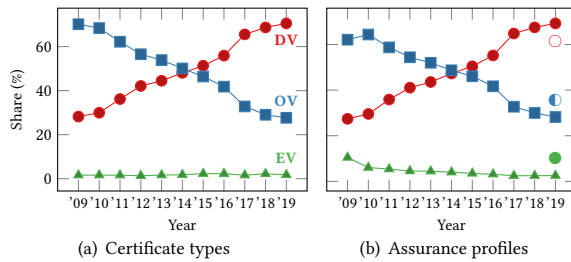 Share (%)
60
40
20
0
DV
OV
EV
'09 '10 '11 '12 '13 '14 '15 '16 '17 '18 '19
'09 '10 '11 '12 '13 '14 '15 '16 '17 '18 '19
Year
Year
(a) Certificate types
(b) Assurance profiles